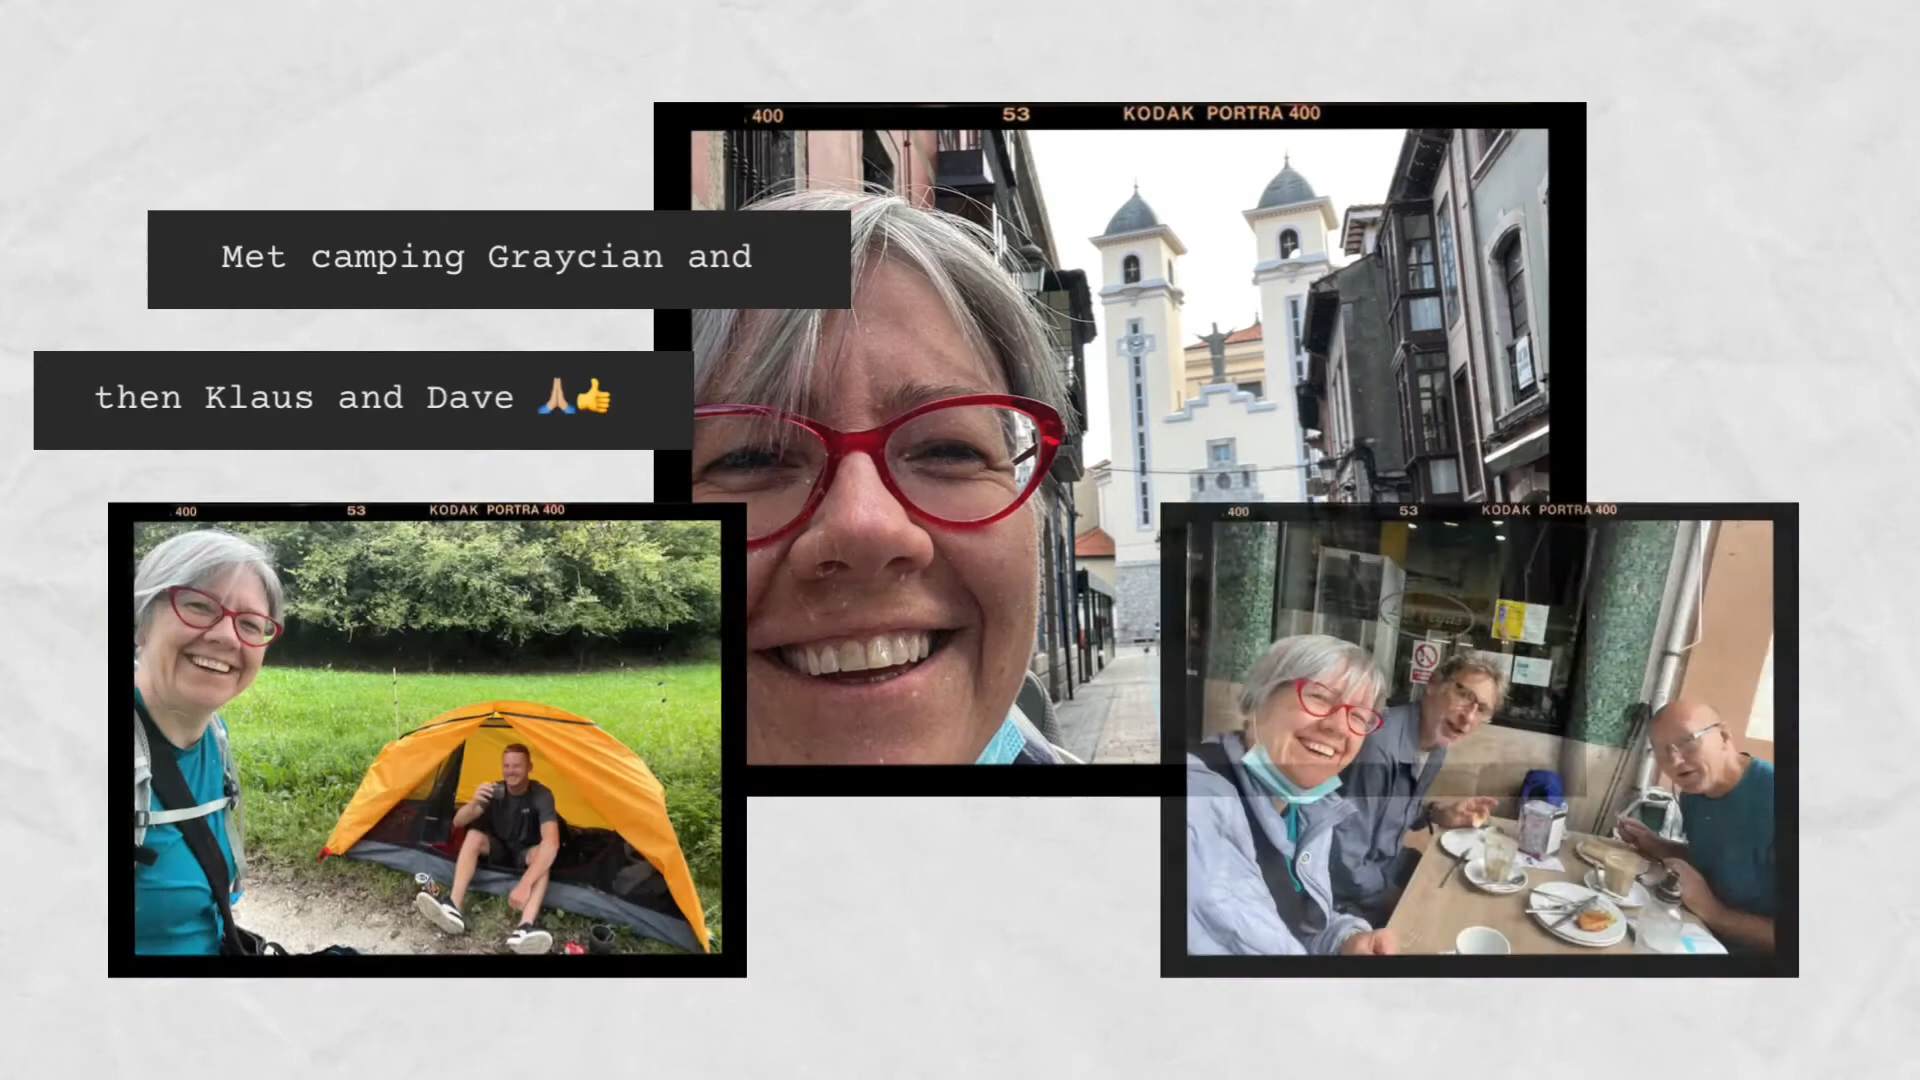 400 53 KODAK PORTRA 400
Met camping Graycian and
then Klaus and Dave 🙏🏼👍
400 53 KODAK PORTRA 400
400 53 KODAK PORTRA 400